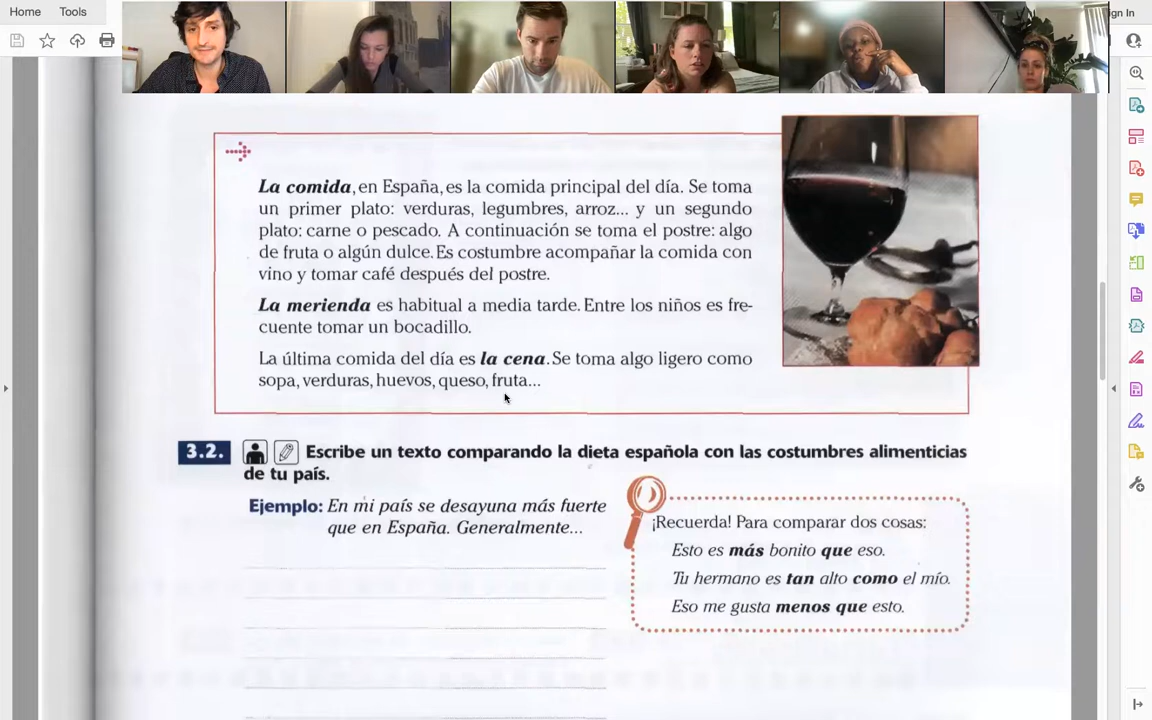 Home Tools
gn In
La comida, en España, es la comida principal del día. Se toma
un primer plato: verduras, legumbres, arroz... y un segundo
plato: carne o pescado. A continuación se toma el postre: algo
de fruta o algún dulce. Es costumbre acompañar la comida con
vino y tomar café después del postre.
La merienda es habitual a media tarde. Entre los niños es fre-
cuente tomar un bocadillo.
La última comida del día es la cena. Se toma algo ligero como
sopa, verduras, huevos, queso, fruta...
3.2. Escribe un texto comparando la dieta española con las costumbres alimenticias
de tu país.
Ejemplo: En mi país se desayuna más fuerte
que en España. Generalmente...
¡Recuerda! Para comparar dos cosas:
Esto es más bonito que eso.
Tu hermano es tan alto como el mío.
Eso me gusta menos que esto.